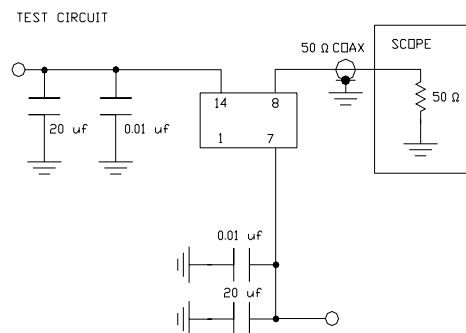 TEST CIRCUIT
50 Ω COAX
SCOPE
14 8
50 Ω
20 uf
0.01 uf
1 7
0.01 uf
20 uf